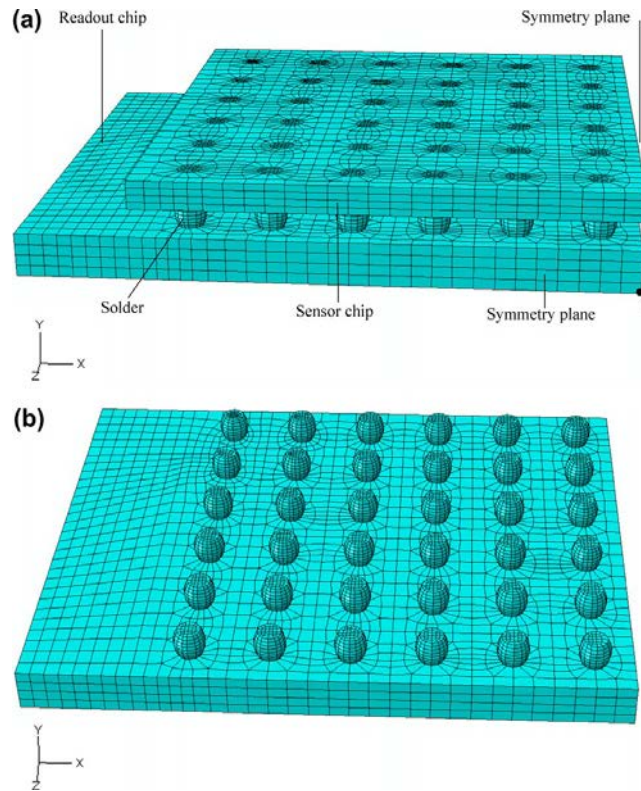 (a)
Readout chip
Symmetry plane
Solder
Sensor chip
Symmetry plane
Y
Z
X
(b)
Y
Z
X